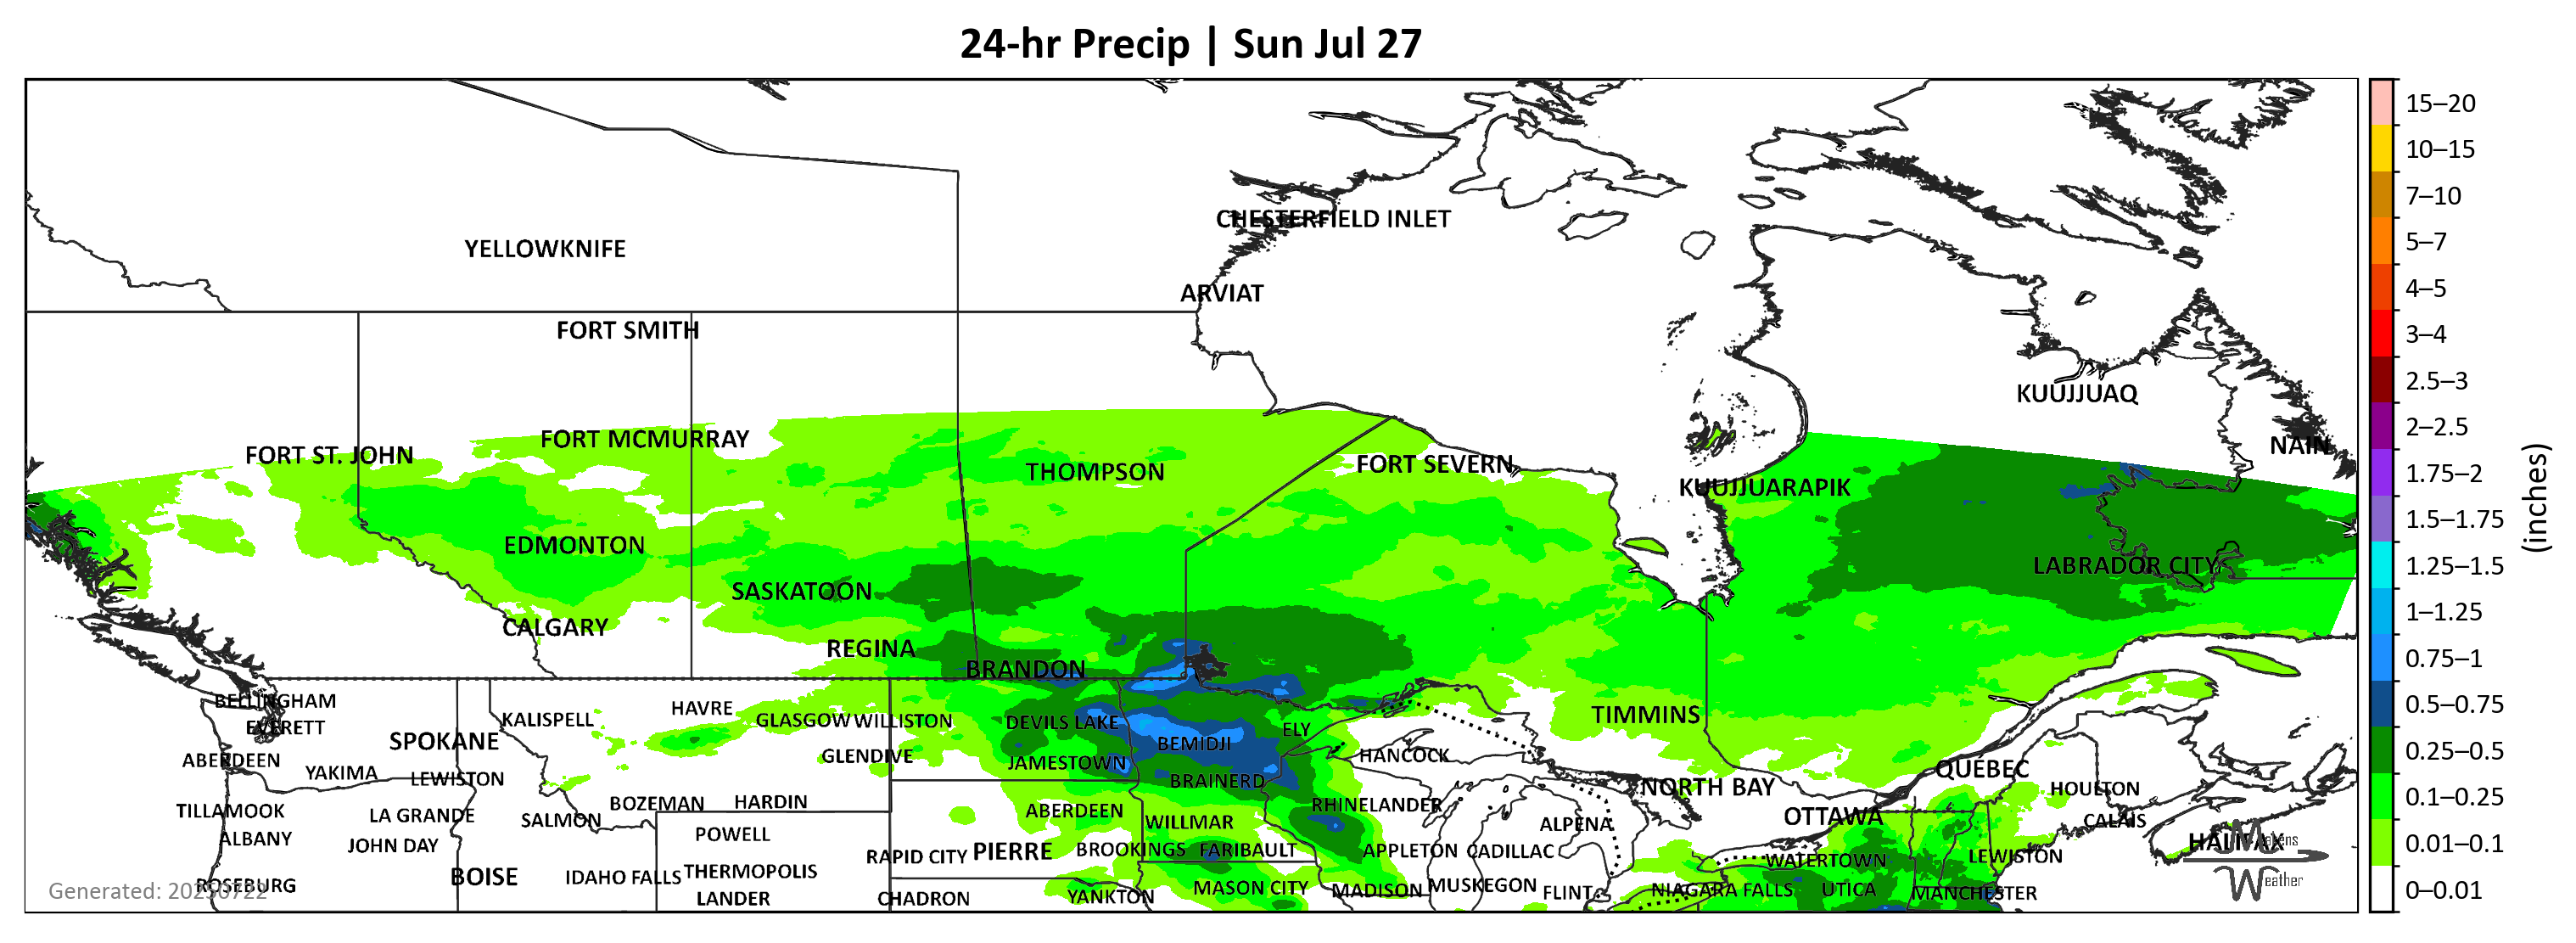 24-hr Precip | Sun Jul 27
15–20
10–15
7–10
5–7
4–5
3–4
2.5–3
2–2.5
1.75–2
1.5–1.75
1.25–1.5
1–1.25
0.75–1
0.5–0.75
0.25–0.5
0.1–0.25
0.01–0.1
0–0.01
(inches)
CHESTERFIELD INLET
YELLOWKNIFE
ARVIAT
FORT SMITH
KUUJJUAQ
FORT MCMURRAY
NAIN
FORT ST. JOHN
FORT SEVERN
THOMPSON
KUUJJUARAPIK
EDMONTON
LABRADOR CITY
SASKATOON
CALGARY
REGINA
BRANDON
BELLINGHAM
HAVRE
TIMMINS
KALISPELL
GLASGOW WILLISTON
DEVILS LAKE
EVERETT
ELY
SPOKANE
BEMIDJI
HANCOCK
GLENDIVE
ABERDEEN
JAMESTOWN
QUÉBEC
YAKIMA
LEWISTON
BRAINERD
NORTH BAY
HOULTON
BOZEMAN
HARDIN
RHINELANDER
TILLAMOOK
LA GRANDE
ABERDEEN
OTTAWA
SALMON
WILLMAR
CALAIS
ALPENA
POWELL
ALBANY
HALIFAX
JOHN DAY
BROOKINGS
FARIBAULT
APPLETON
CADILLAC
PIERRE
RAPID CITY
LEWISTON
WATERTOWN
THERMOPOLIS
IDAHO FALLS
BOISE
ROSEBURG
MASON CITY
MADISON
MUSKEGON
FLINT
NIAGARA FALLS
UTICA
MANCHESTER
LANDER
CHADRON
YANKTON
Generated: 20250722
Matens
Weather